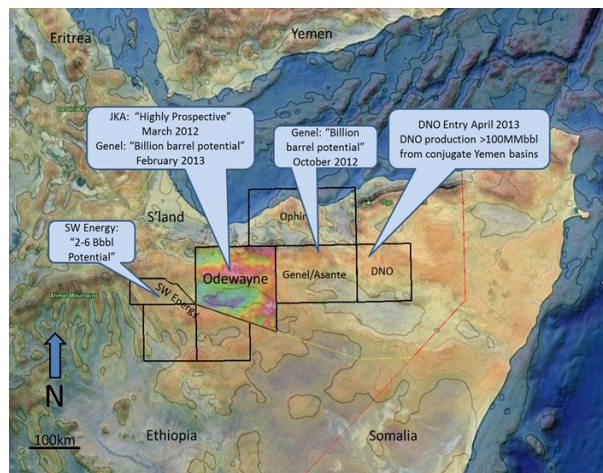 Eritrea
Yemen
JKA: “Highly Prospective”
March 2012
Genel: “Billion barrel potential”
February 2013
Genel: “Billion
barrel potential”
October 2012
DNO Entry April 2013
DNO production >100MMbbl
from conjugate Yemen basins
S’land
Ophir
SW Energy:
“2-6 Bbbl
Potential”
Odewayne
Genel/Asante
DNO
SW Energy
Ahmar Mountains
N
100km
Ethiopia
Somalia